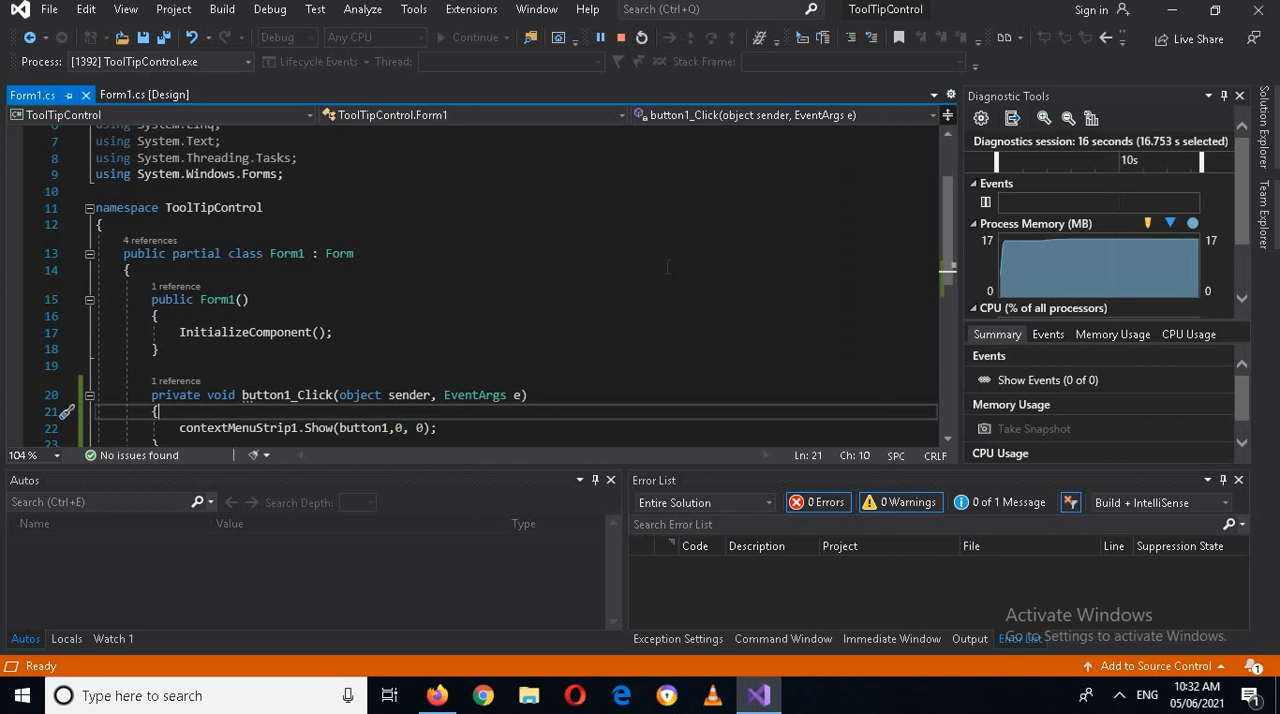 File Edit View Project Build Debug Analyze Tools Extensions Window Help Search (Ctrl+Q) ToolTipControl Sign in
Debug Any CPU Continue Live Share
Process: [1392] ToolTipControl.exe Lifecycle Events Thread: Stack Frame:
Form1.cs Form1.cs [Design]
ToolTipControl ToolTipControl.Form1 button1_Click(object sender, EventArgs e)
6 using System.Linq;
7 using System.Text;
8 using System.Threading.Tasks;
9 using System.Windows.Forms;
10
11 namespace ToolTipControl
12 {
4 references
13 public partial class Form1 : Form
14 {
1 reference
15 public Form1()
16 {
17 InitializeComponent();
18 }
19
1 reference
20 private void button1_Click(object sender, EventArgs e)
21 {
22 contextMenuStrip1.Show(button1,0, 0);
23 }
104 % No issues found Ln: 21 Ch: 10 SPC CRLF
Diagnostic Tools
Diagnostics session: 16 seconds (16.753 s selected)
10s
Events
Process Memory (MB)
17 17
0 0
CPU (% of all processors)
Summary Events Memory Usage CPU Usage
Events
Show Events (0 of 0)
Memory Usage
Take Snapshot
CPU Usage
Solution Explorer
Team Explorer
Autos
Search (Ctrl+E) Search Depth:
Name Value Type
Autos Locals Watch 1
Error List
Entire Solution 0 Errors 0 Warnings 0 of 1 Message Build + IntelliSense
Search Error List
Code Description Project File Line Suppression State
Activate Windows
Go to Settings to activate Windows.
Exception Settings Command Window Immediate Window Output Error List
Ready Add to Source Control
Type here to search
ENG
10:32 AM
05/06/2021